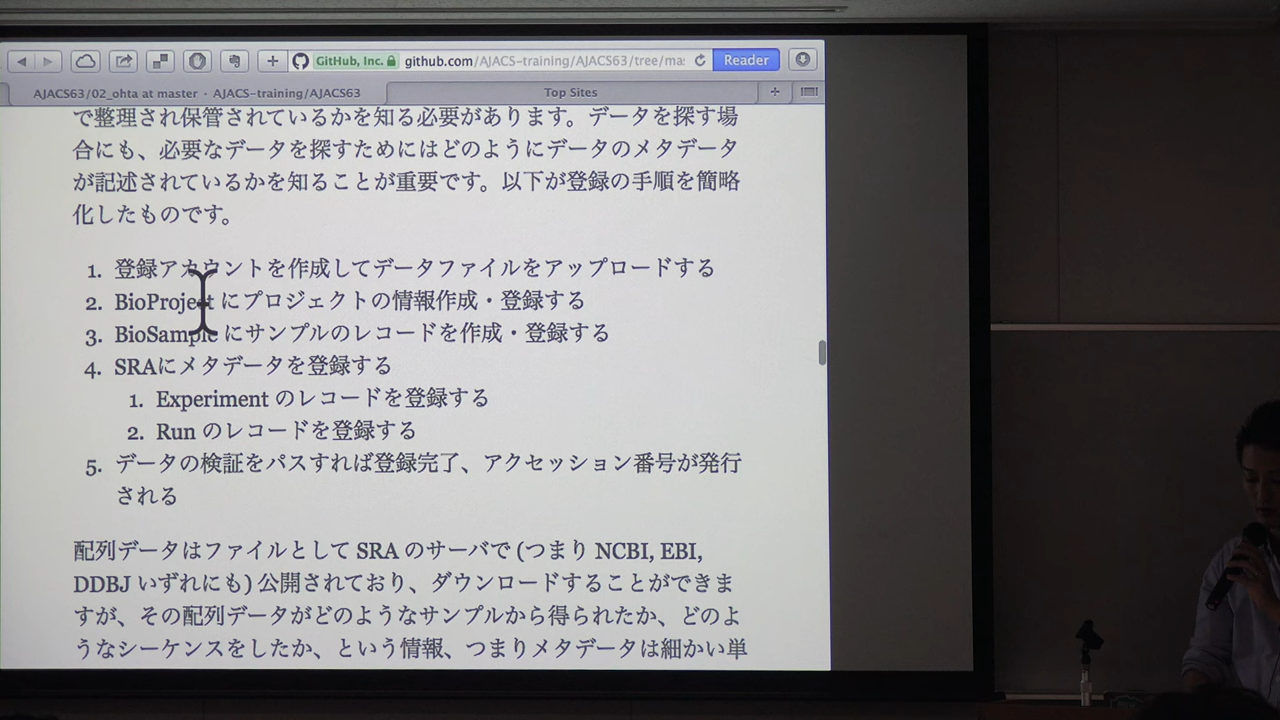 GitHub, Inc. github.com/AJACS-training/AJACS63/tree/ma: Reader
AJACS63/02_ohta at master · AJACS-training/AJACS63
Top Sites
で整理され保管されているかを知る必要があります。データを探す場
合にも、必要なデータを探すためにはどのようにデータのメタデータ
が記述されているかを知ることが重要です。以下が登録の手順を簡略
化したものです。
1. 登録アカウントを作成してデータファイルをアップロードする
2. BioProject にプロジェクトの情報作成・登録する
3. BioSample にサンプルのレコードを作成・登録する
4. SRAにメタデータを登録する
1. Experiment のレコードを登録する
2. Run のレコードを登録する
5. データの検証をパスすれば登録完了、アクセッション番号が発行
される
配列データはファイルとして SRA のサーバで (つまり NCBI, EBI,
DDBJ いずれにも) 公開されており、ダウンロードすることができま
すが、その配列データがどのようなサンプルから得られたか、どのよ
うなシーケンスをしたか、という情報、つまりメタデータは細かい単